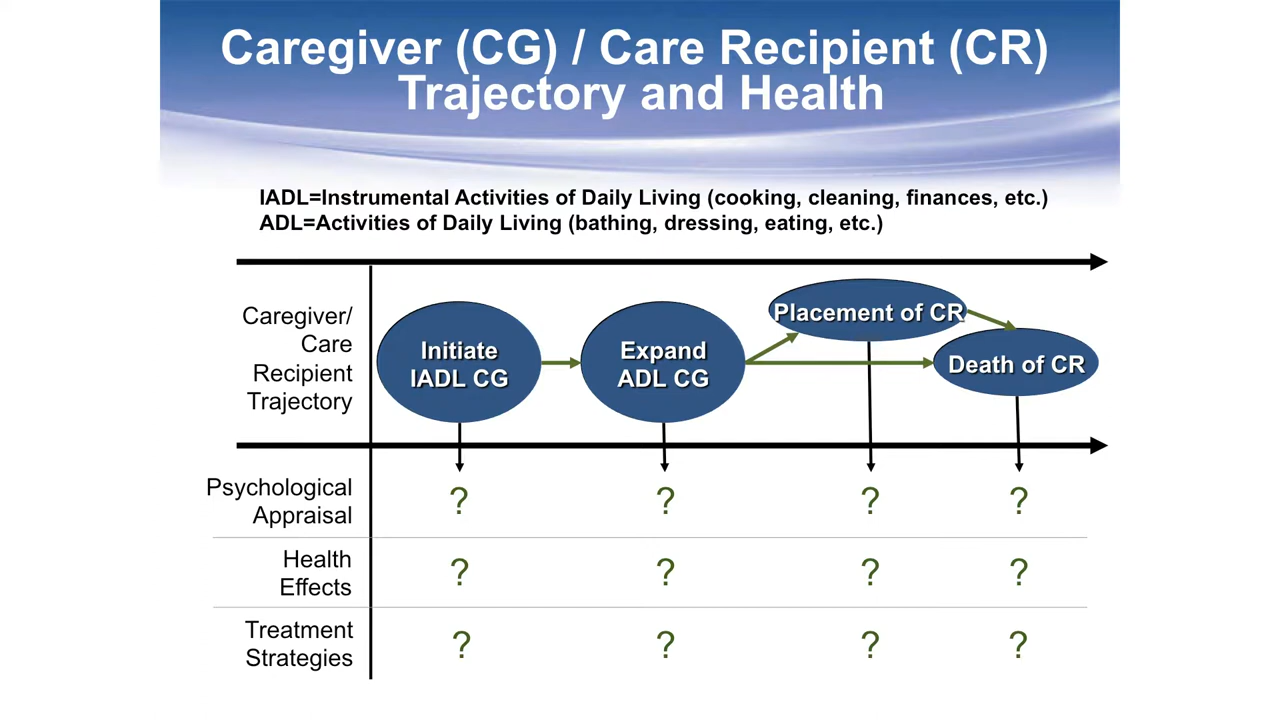 Caregiver (CG) / Care Recipient (CR)
Trajectory and Health
IADL=Instrumental Activities of Daily Living (cooking, cleaning, finances, etc.)
ADL=Activities of Daily Living (bathing, dressing, eating, etc.)
Caregiver/
Care
Recipient
Trajectory
Initiate
IADL CG
Expand
ADL CG
Placement of CR
Death of CR
Psychological
Appraisal
? ? ? ?
Health
Effects
? ? ? ?
Treatment
Strategies
? ? ? ?